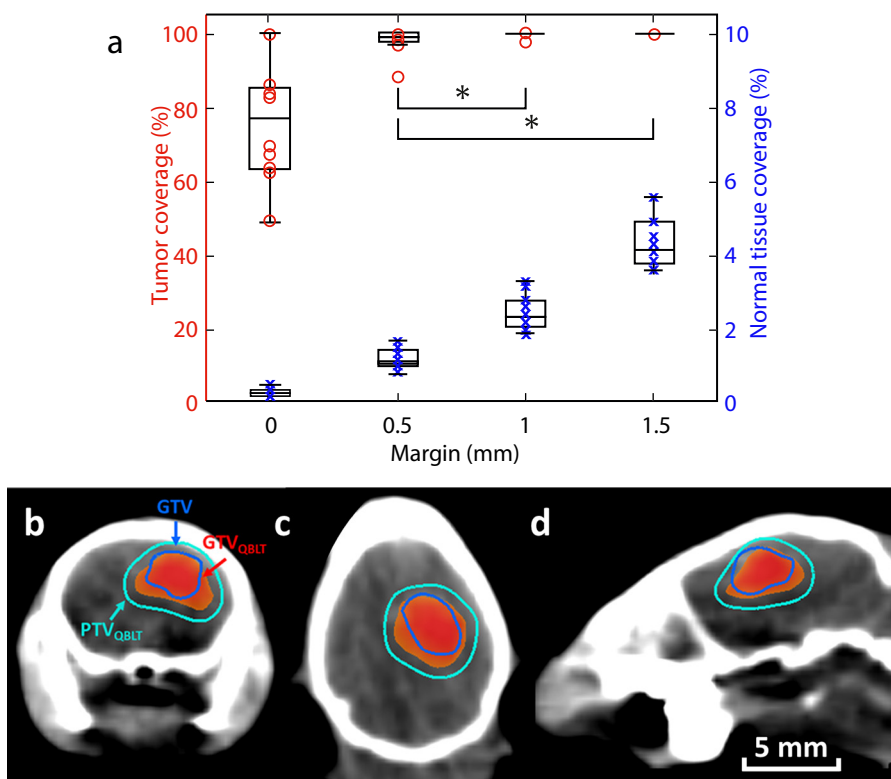 a
100
80
60
40
20
0
Tumor coverage (%)
*
*
10
8
6
4
2
0
Normal tissue coverage (%)
0 0.5 1 1.5
Margin (mm)
b
GTV
GTVQBLT
PTVQBLT
c
d
5 mm